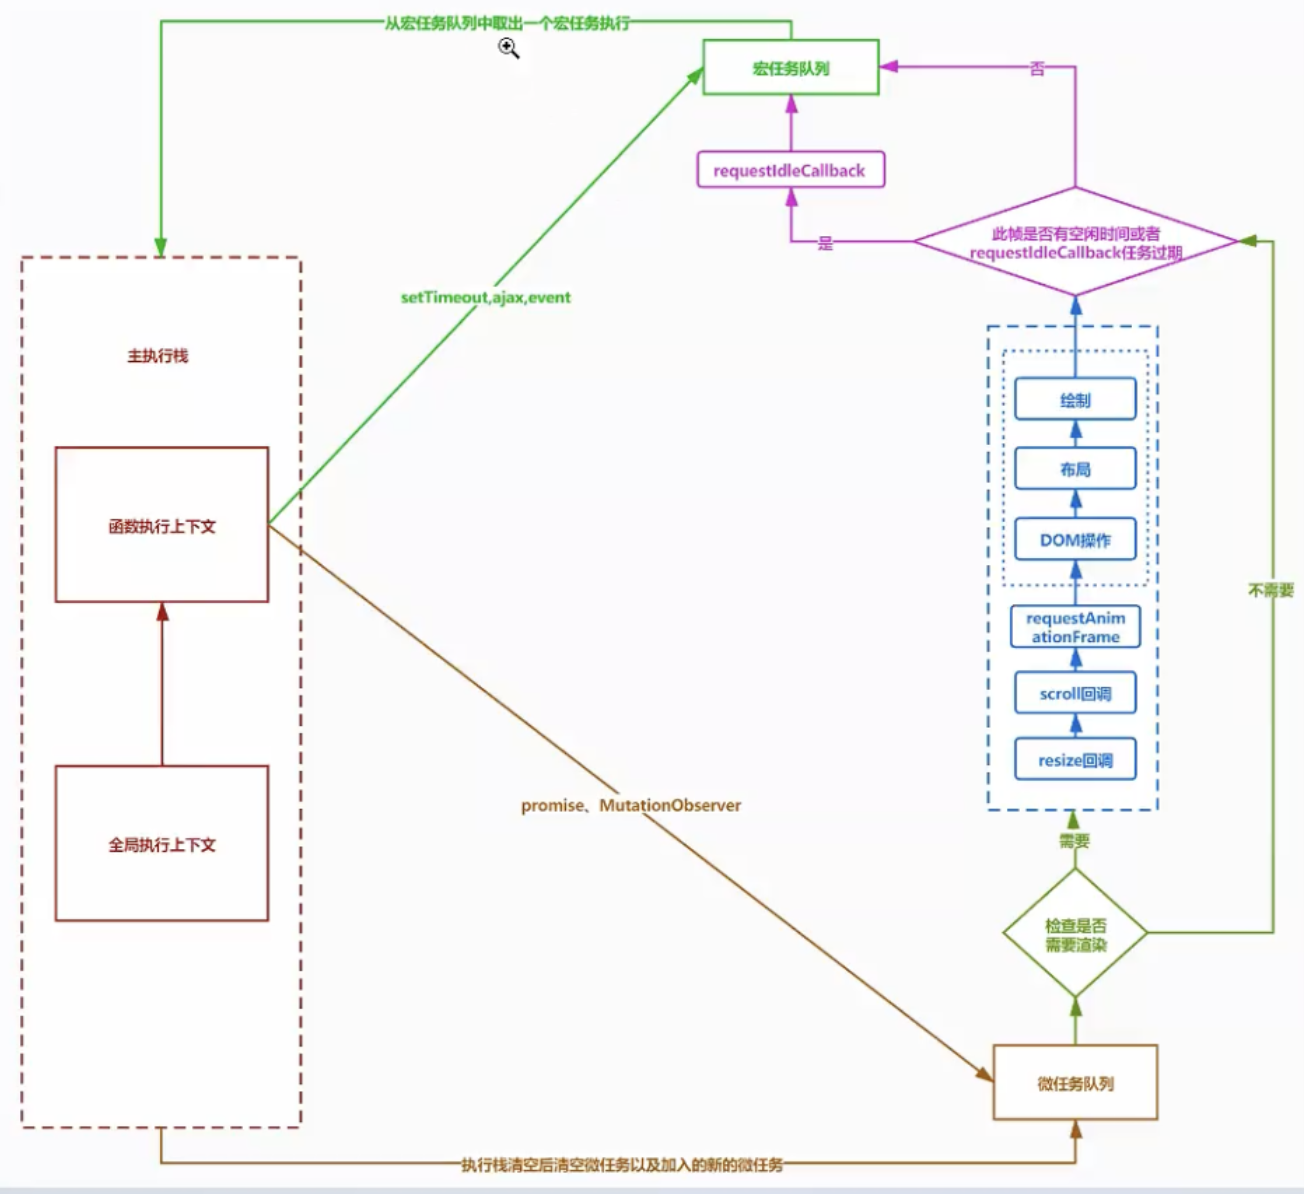 从宏任务队列中取出一个宏任务执行
宏任务队列
否
requestIdleCallback
是
此帧是否有空闲时间或者
requestIdleCallback任务过期
setTimeout,ajax,event
主执行栈
绘制
布局
函数执行上下文
DOM操作
不需要
requestAnim
ationFrame
scroll回调
resize回调
promise、MutationObserver
需要
全局执行上下文
检查是否
需要渲染
微任务队列
执行栈清空后清空微任务以及加入的新的微任务